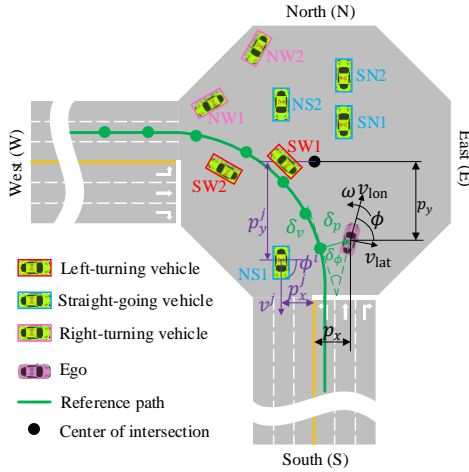 North (N)
NW2
SN2
NS2
NW1
SN1
West (W)
East (E)
SW1
SW2
ω v_lon
p_y^j
δ_v
δ_p
ϕ
p_y
v_lat
NS1
ϕ^i
δ_ϕ
v^j
p_x^j
p_x
Left-turning vehicle
Straight-going vehicle
Right-turning vehicle
Ego
Reference path
Center of intersection
South (S)